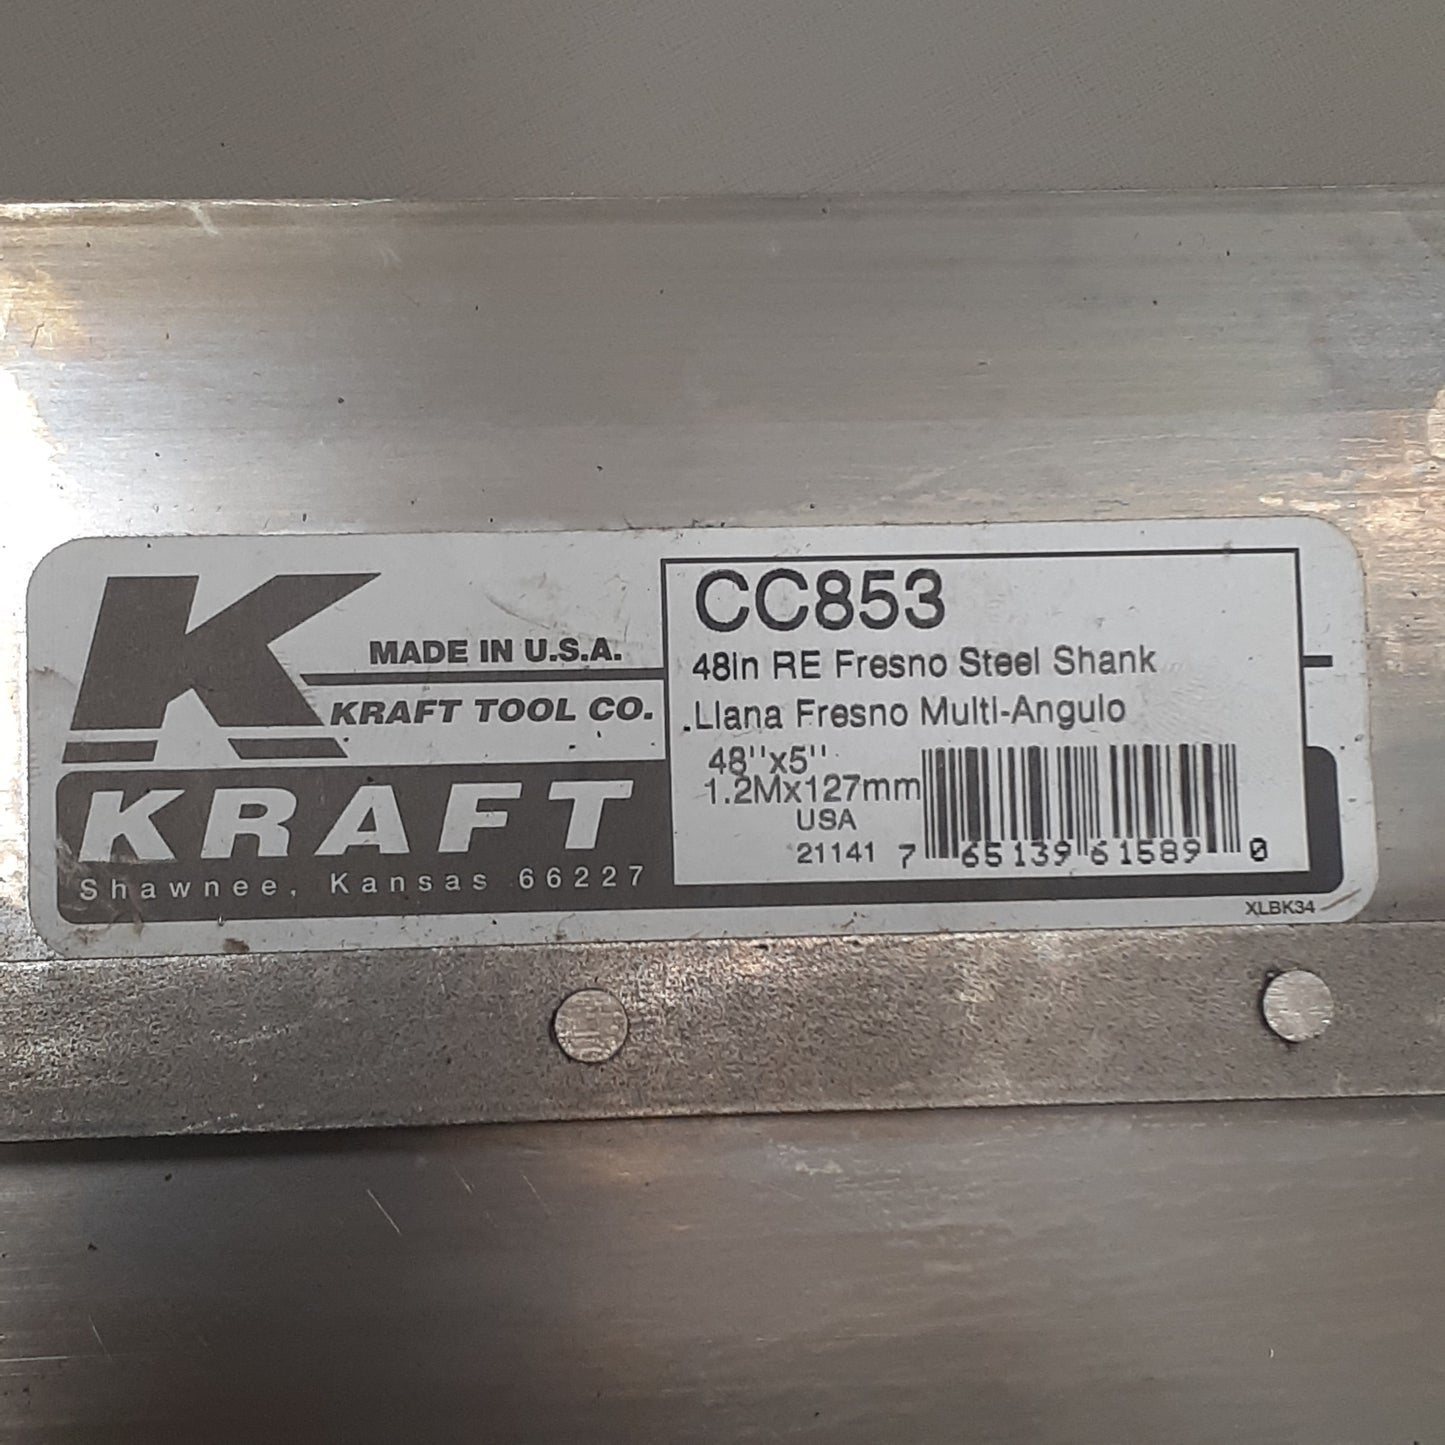 K
MADE IN U.S.A.
KRAFT TOOL CO.
KRAFT
Shawnee, Kansas 66227
CC853
48in RE Fresno Steel Shank
.Llana Fresno Multi-Angulo
48"x5"
1.2Mx127mm
USA
21141
7 65139 61589 0
XLBK34